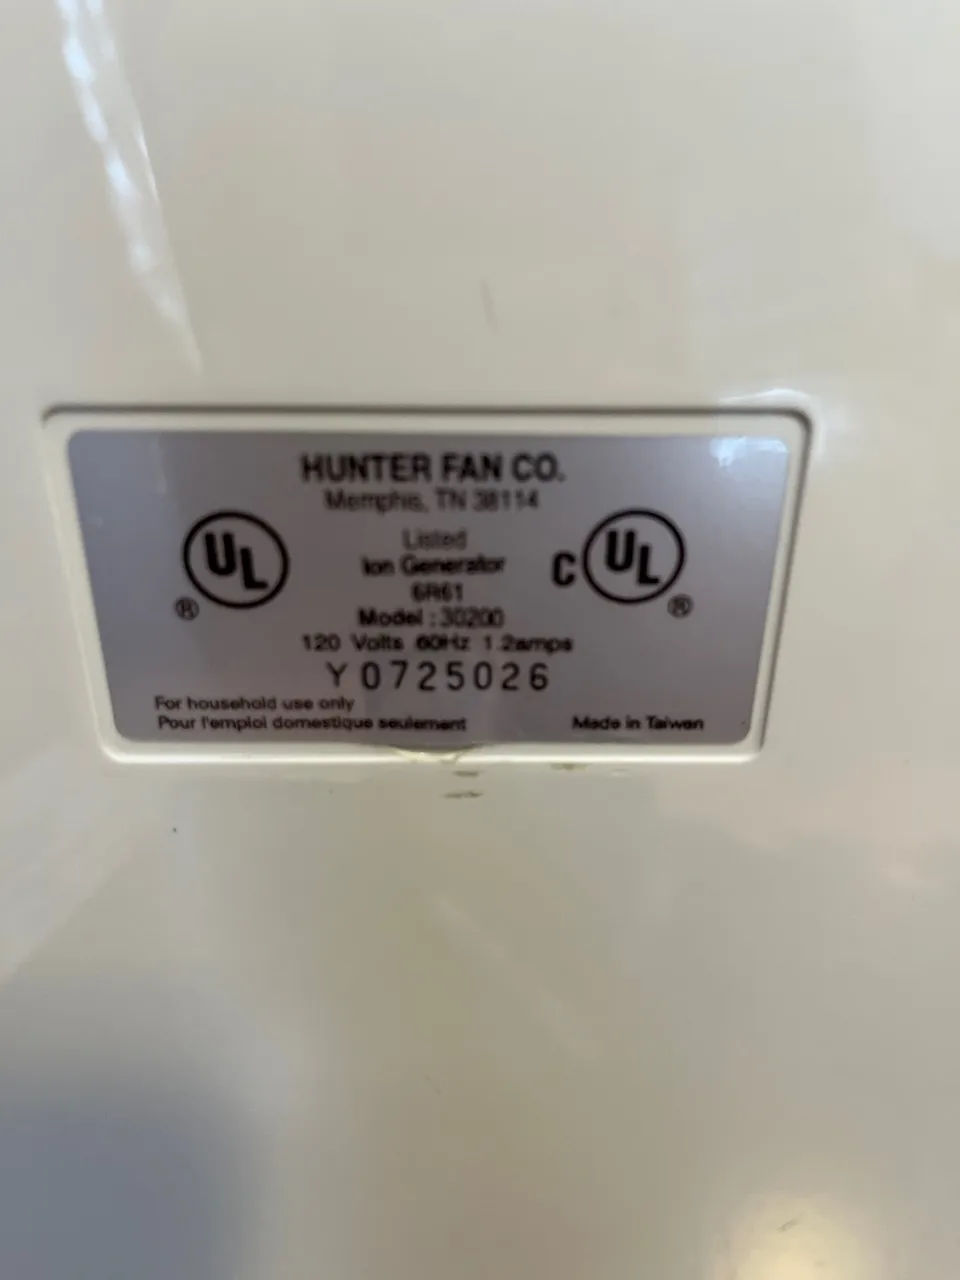 HUNTER FAN CO.
Memphis, TN 38114
UL ®
Listed
Ion Generator
6R61
C UL ®
Model : 30200
120 Volts 60Hz 1.2amps
Y0725026
For household use only
Pour l'emploi domestique seulement
Made in Taiwan